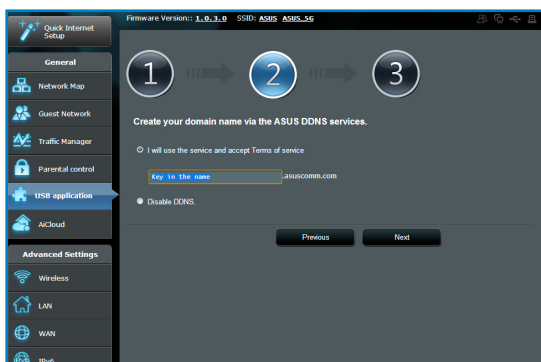 Firmware Version:: 1.0.3.0 SSID: ASUS ASUS_5G
Quick Internet
Setup
General
Network Map
Guest Network
Traffic Manager
Parental control
USB application
AiCloud
Advanced Settings
Wireless
LAN
WAN
IPv6
1
2
3
Create your domain name via the ASUS DDNS services.
I will use the service and accept Terms of service
Key in the name .asuscomm.com
Disable DDNS.
Previous Next